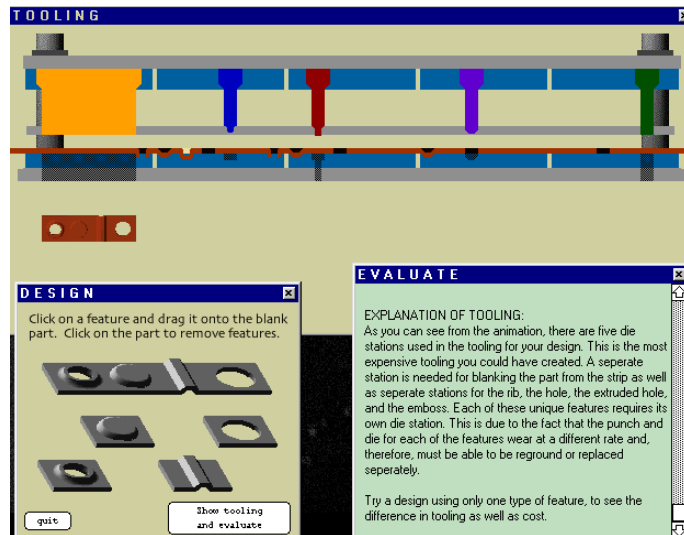 TOOLING
DESIGN
Click on a feature and drag it onto the blank
part. Click on the part to remove features.
quit
Show tooling
and evaluate
EVALUATE
EXPLANATION OF TOOLING:
As you can see from the animation, there are five die
stations used in the tooling for your design. This is the most
expensive tooling you could have created. A seperate
station is needed for blanking the part from the strip as well
as seperate stations for the rib, the hole, the extruded hole,
and the emboss. Each of these unique features requires its
own die station. This is due to the fact that the punch and
die for each of the features wear at a different rate and,
therefore, must be able to be reground or replaced
seperately.
Try a design using only one type of feature, to see the
difference in tooling as well as cost.